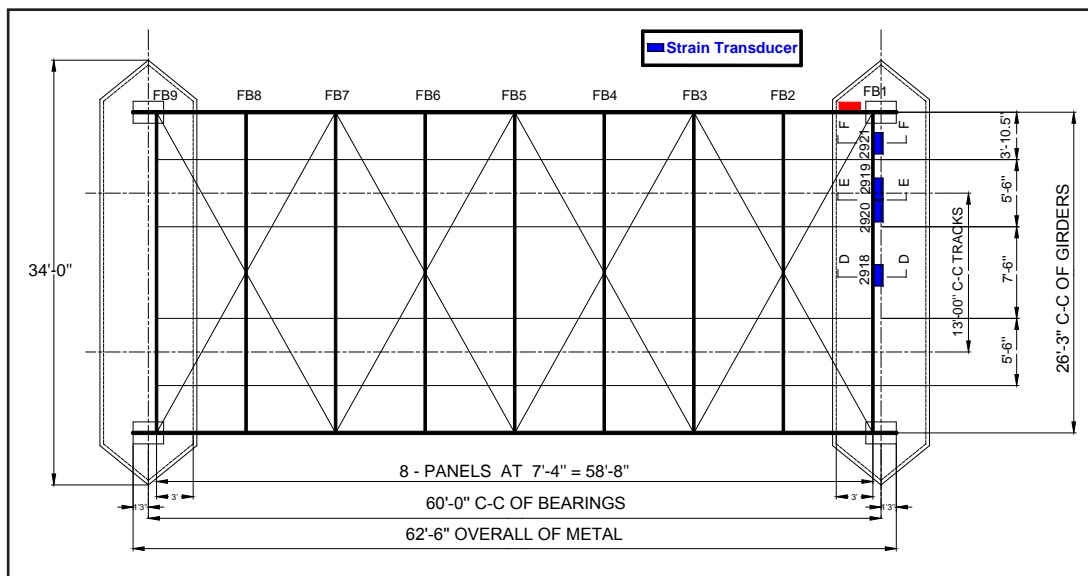 Strain Transducer
FB9
FB8
FB7
FB6
FB5
FB4
FB3
FB2
FB1
F
F
2921
3'-10.5"
2919
E
E
5'-6"
2920
34'-0"
D
D
2918
7'-6"
13'-00" C-C TRACKS
26'-3" C-C OF GIRDERS
5'-6"
8 - PANELS AT 7'-4" = 58'-8"
3'
3'
1'3"
60'-0" C-C OF BEARINGS
1'3"
62'-6" OVERALL OF METAL